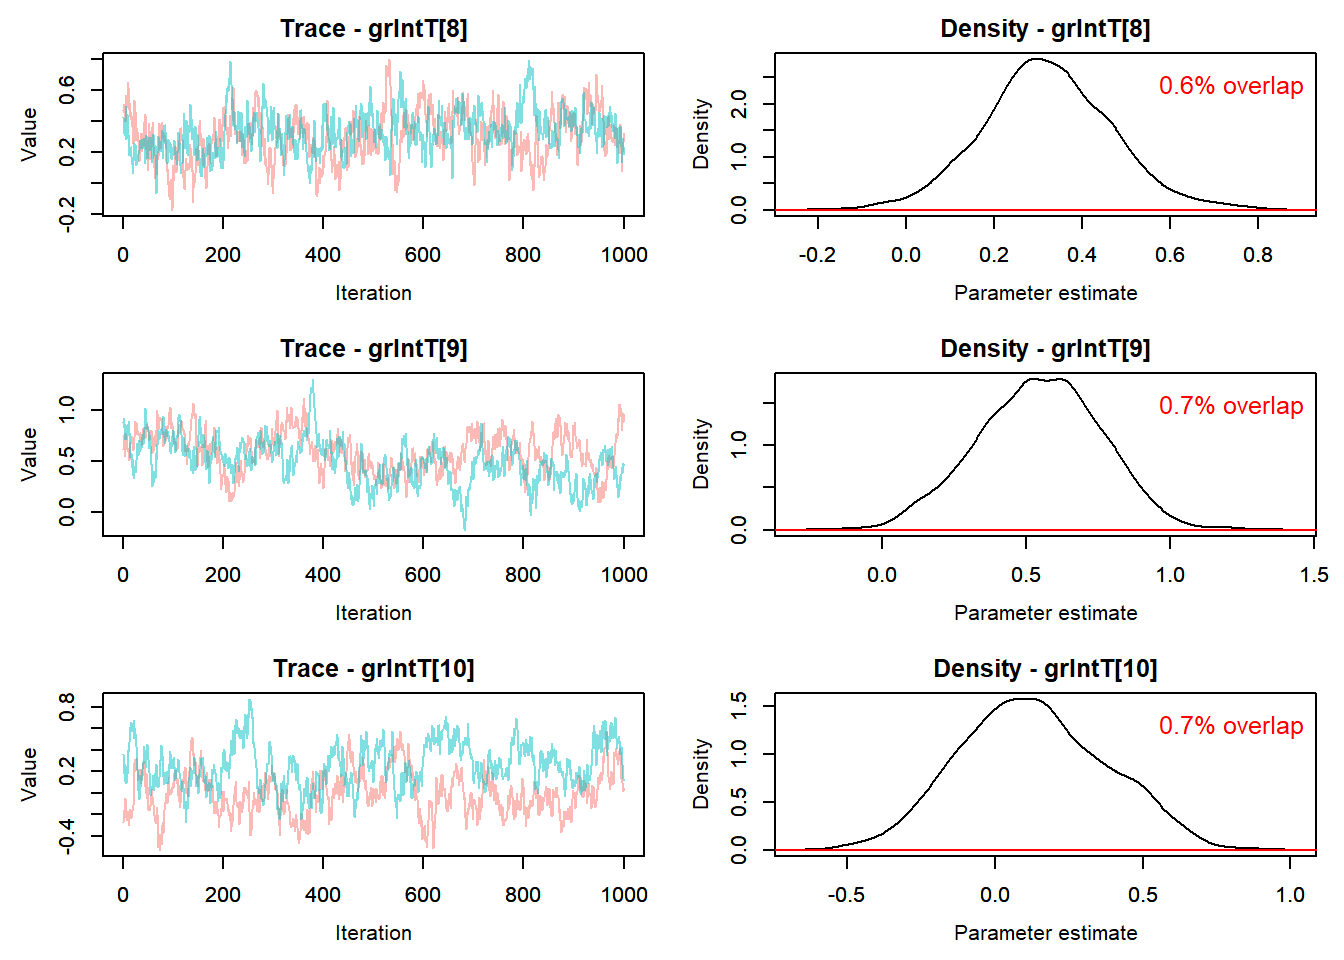 Trace - grIntT[8]
Value
-0.2 0.2 0.6
0 200 400 600 800 1000
Iteration
Density - grIntT[8]
0.6% overlap
Density
0.0 1.0 2.0
-0.2 0.0 0.2 0.4 0.6 0.8
Parameter estimate
Trace - grIntT[9]
Value
0.0 0.5 1.0
0 200 400 600 800 1000
Iteration
Density - grIntT[9]
0.7% overlap
Density
0.0 1.0
0.0 0.5 1.0 1.5
Parameter estimate
Trace - grIntT[10]
Value
-0.4 0.2 0.8
0 200 400 600 800 1000
Iteration
Density - grIntT[10]
0.7% overlap
Density
0.0 0.5 1.0 1.5
-0.5 0.0 0.5 1.0
Parameter estimate